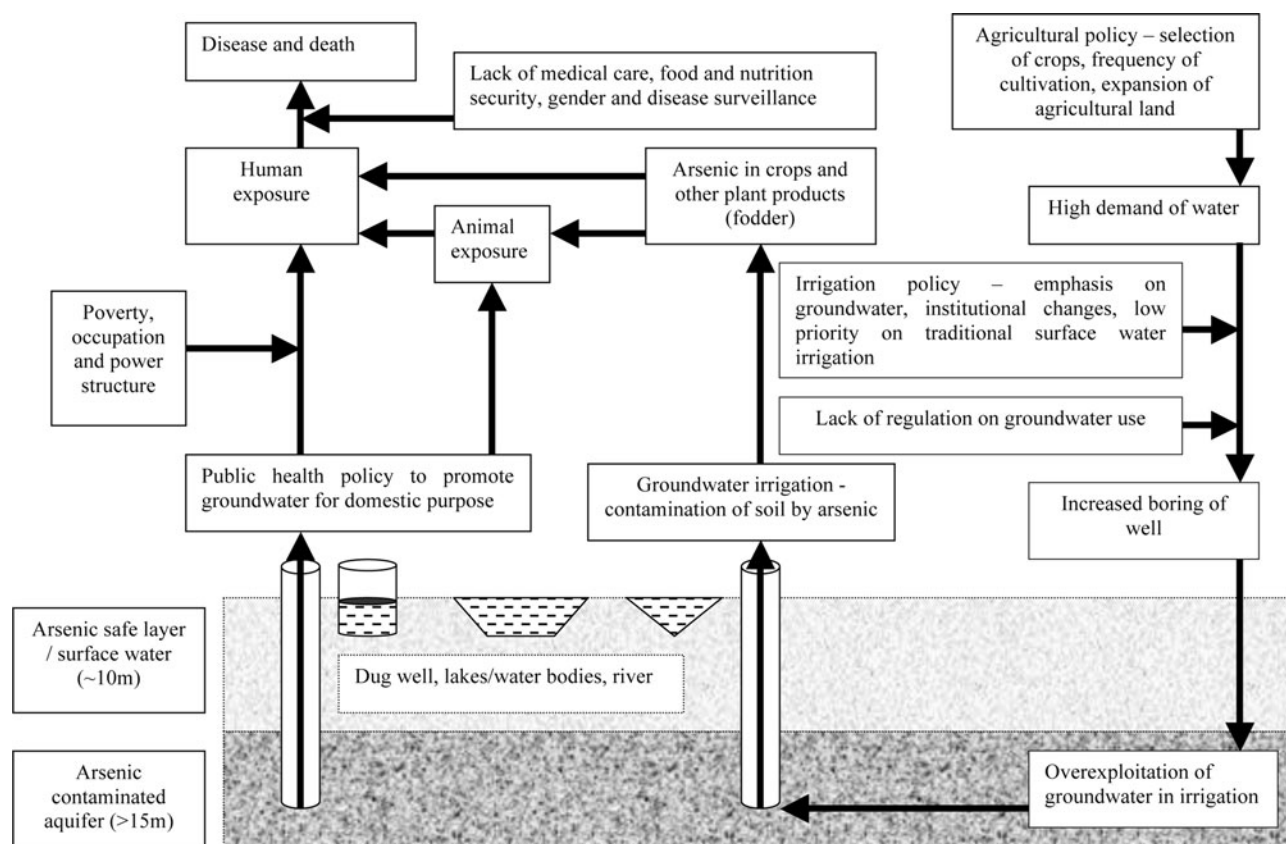 Disease and death
Lack of medical care, food and nutrition
security, gender and disease surveillance
Agricultural policy – selection
of crops, frequency of
cultivation, expansion of
agricultural land
Human
exposure
Arsenic in crops and
other plant products
(fodder)
High demand of water
Animal
exposure
Irrigation policy – emphasis on
groundwater, institutional changes, low
priority on traditional surface water
irrigation
Poverty,
occupation
and power
structure
Lack of regulation on groundwater use
Public health policy to promote
groundwater for domestic purpose
Groundwater irrigation -
contamination of soil by arsenic
Increased boring of
well
Arsenic safe layer
/ surface water
(~10m)
Dug well, lakes/water bodies, river
Arsenic
contaminated
aquifer (>15m)
Overexploitation of
groundwater in irrigation